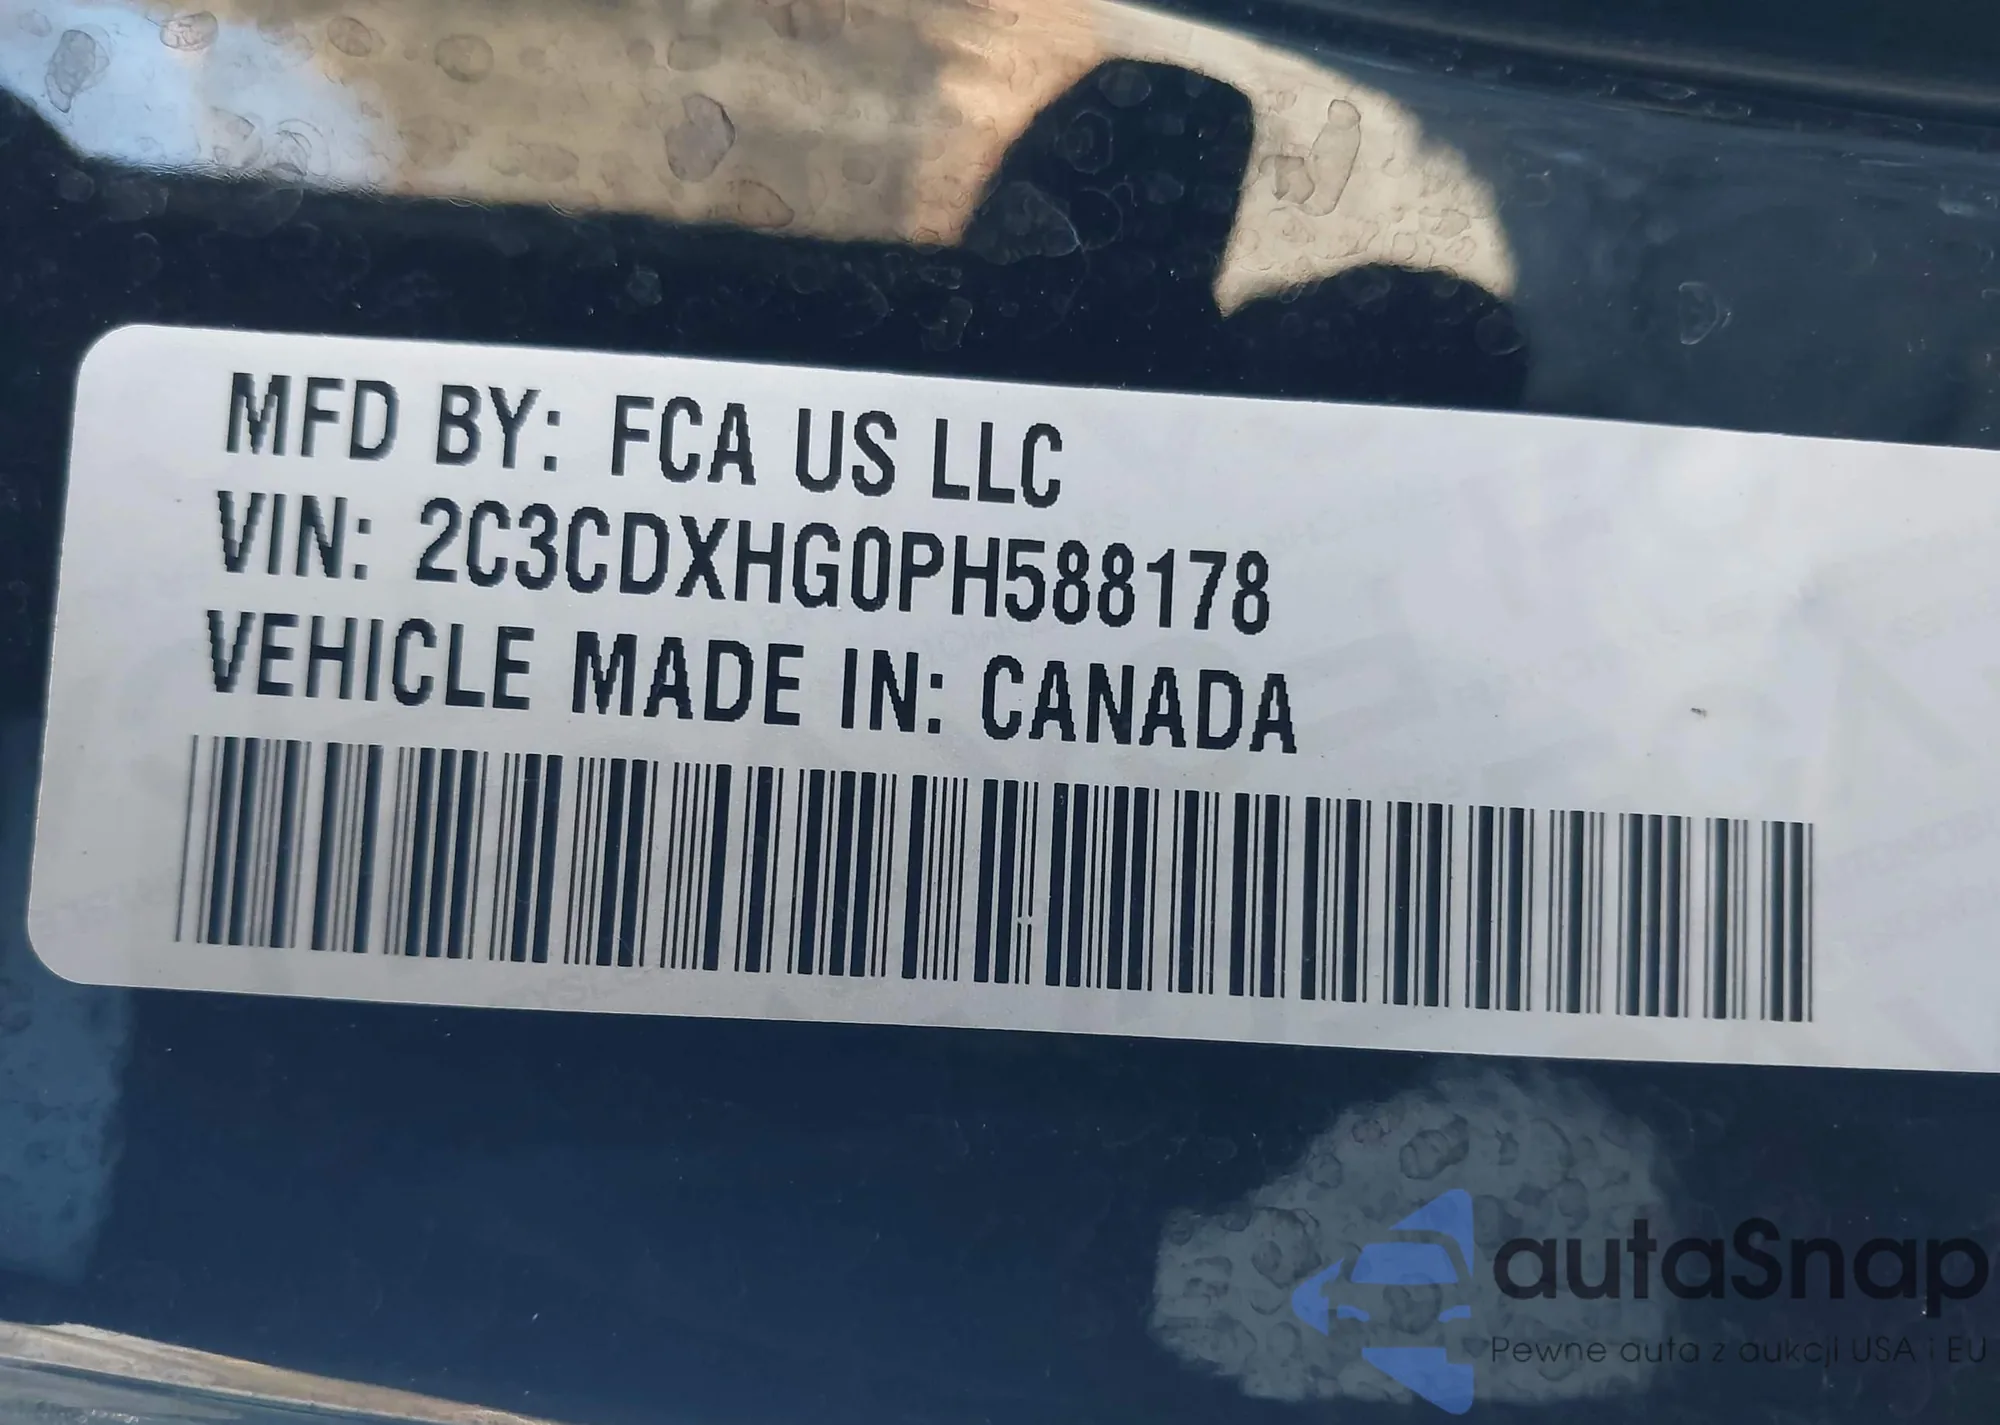 MFD BY: FCA US LLC
VIN: 2C3CDXHG0PH588178
VEHICLE MADE IN: CANADA
autaSnap
Pewne auta z aukcji USA i EU